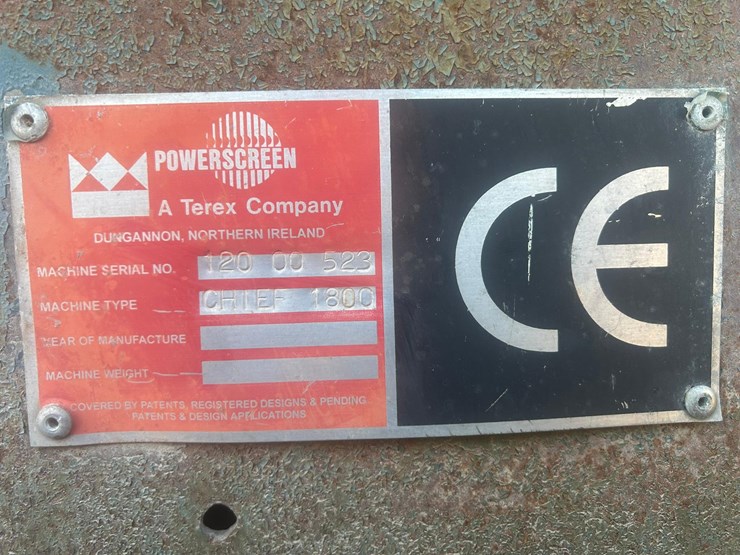 POWERSCREEN
A Terex Company
DUNGANNON, NORTHERN IRELAND
MACHINE SERIAL NO. 120 00 523
MACHINE TYPE CHIEF 1800
YEAR OF MANUFACTURE
MACHINE WEIGHT
COVERED BY PATENTS, REGISTERED DESIGNS & PENDING
PATENTS & DESIGN APPLICATIONS
CE